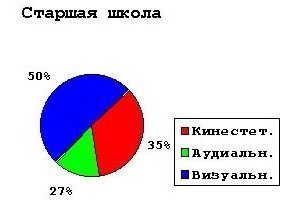 Старшая школа
50%
35%
27%
Кинестет.
Аудиальн.
Визуальн.